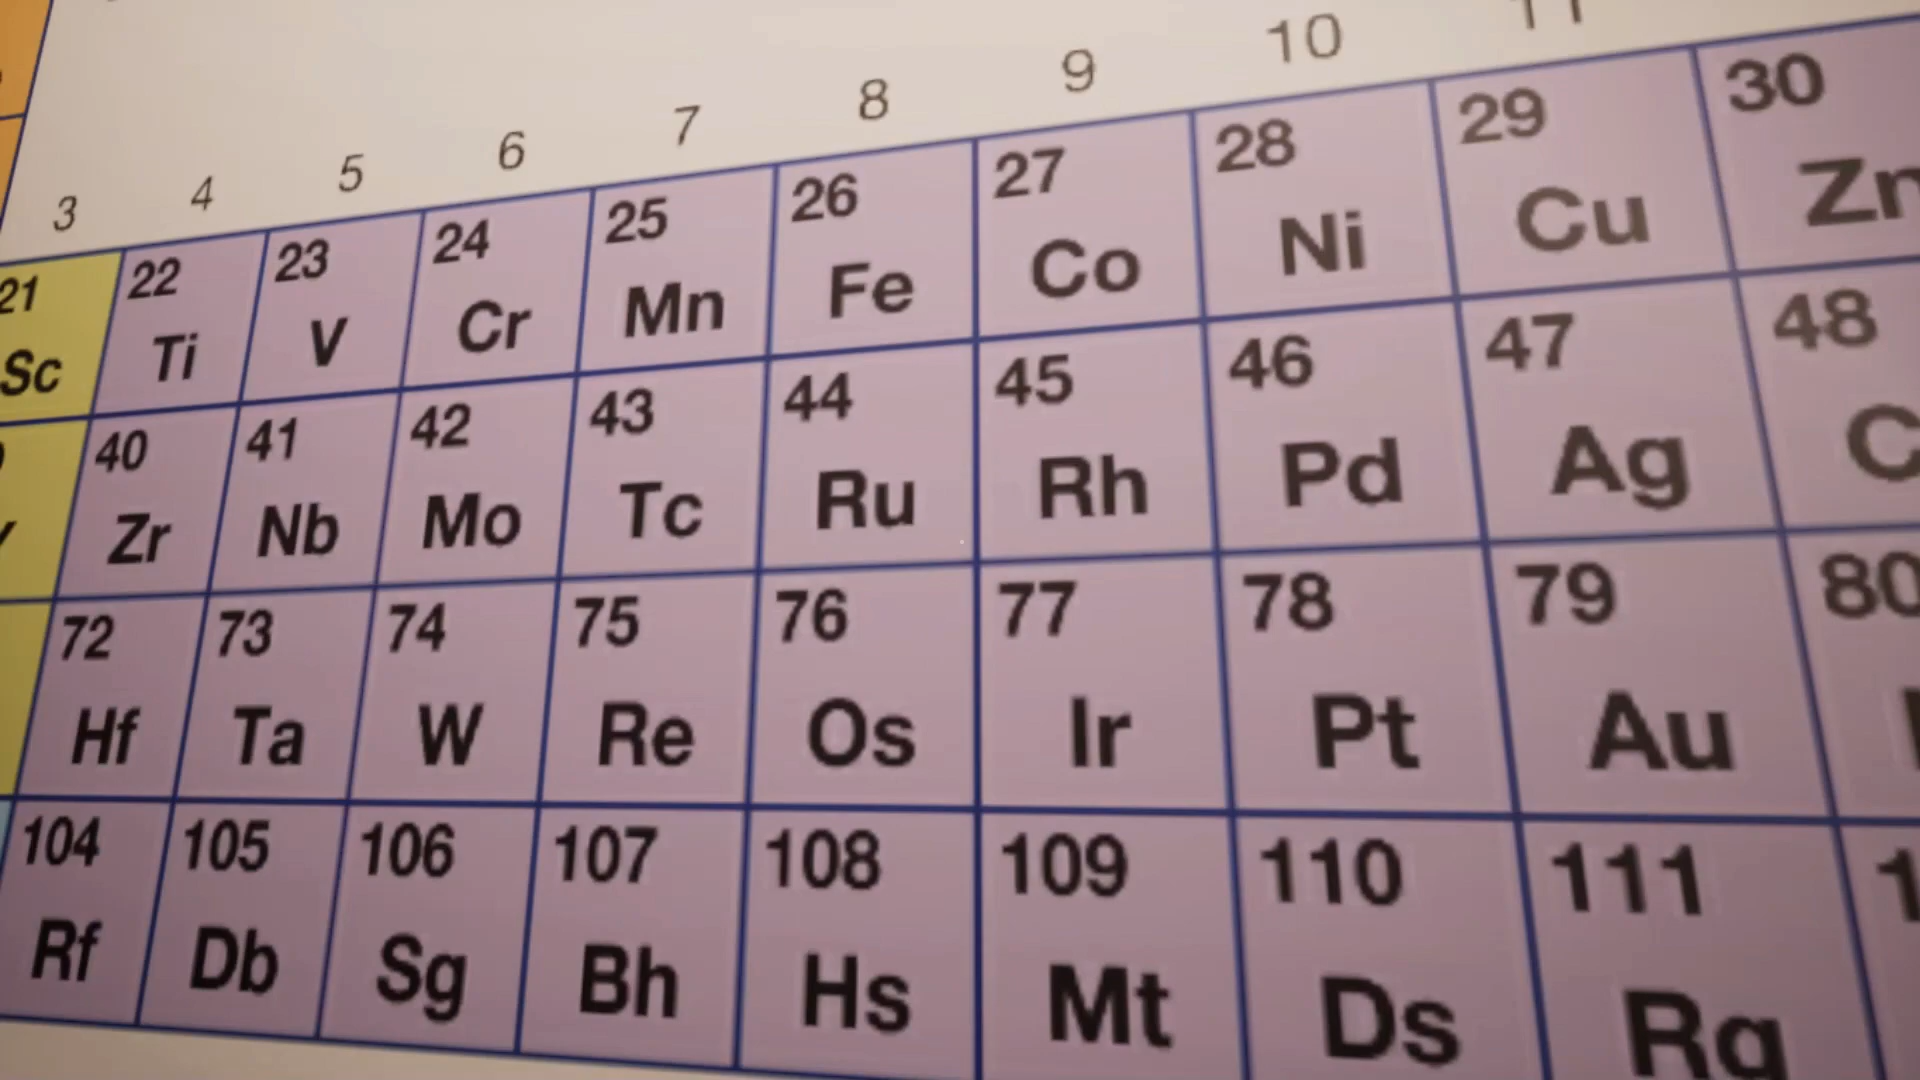 3 4 5 6 7 8 9 10 11
21 22 23 24 25 26 27 28 29 30
Sc Ti V Cr Mn Fe Co Ni Cu Zn
40 41 42 43 44 45 46 47 48
Zr Nb Mo Tc Ru Rh Pd Ag C
72 73 74 75 76 77 78 79 80
Hf Ta W Re Os Ir Pt Au
104 105 106 107 108 109 110 111
Rf Db Sg Bh Hs Mt Ds Rg